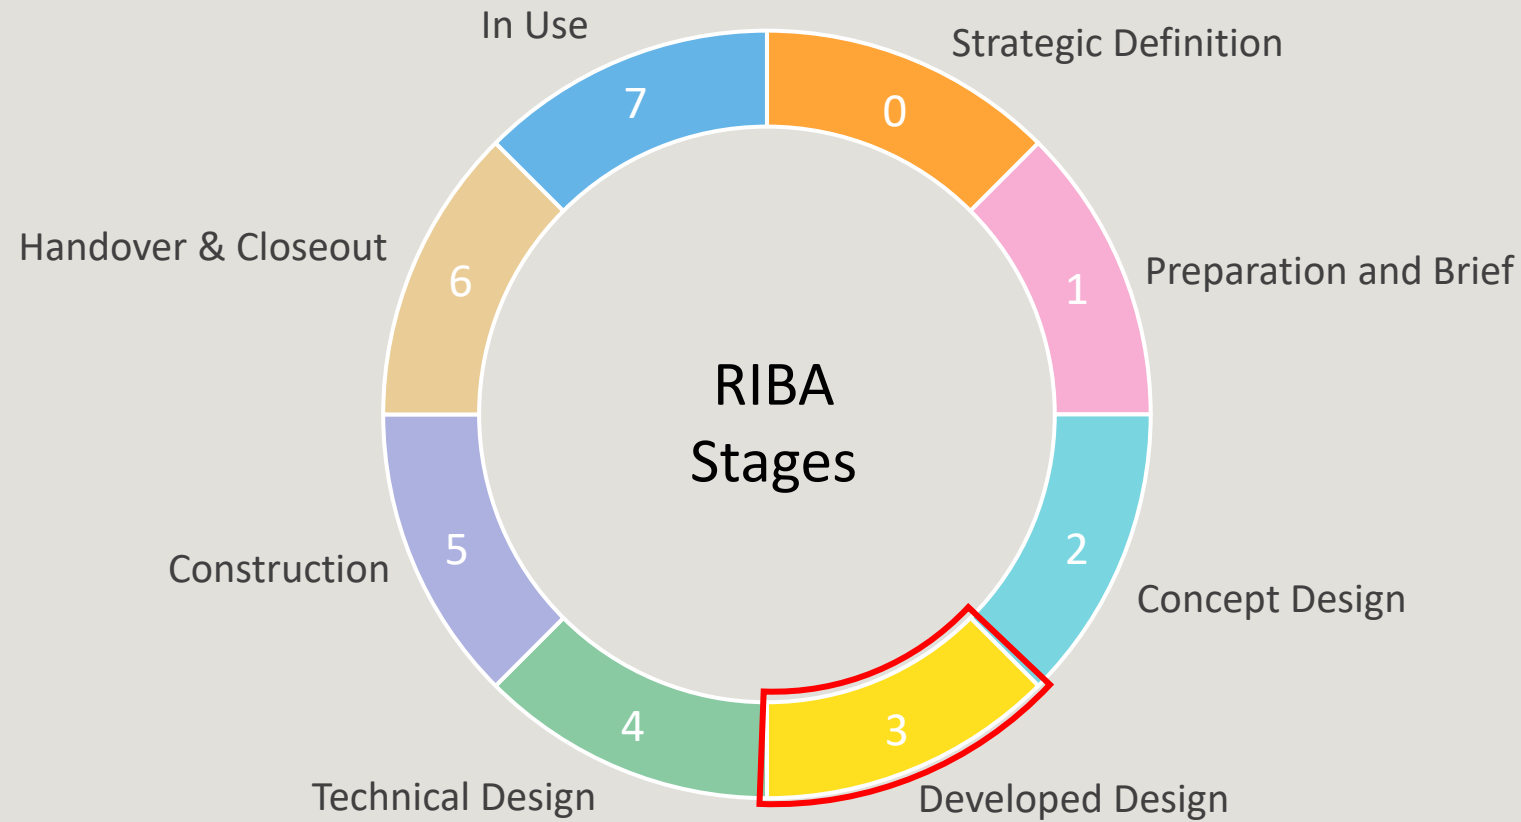 In Use
Strategic Definition
7
0
Handover & Closeout
6
Preparation and Brief
1
RIBA
Stages
Construction
5
2
Concept Design
4
3
Technical Design
Developed Design